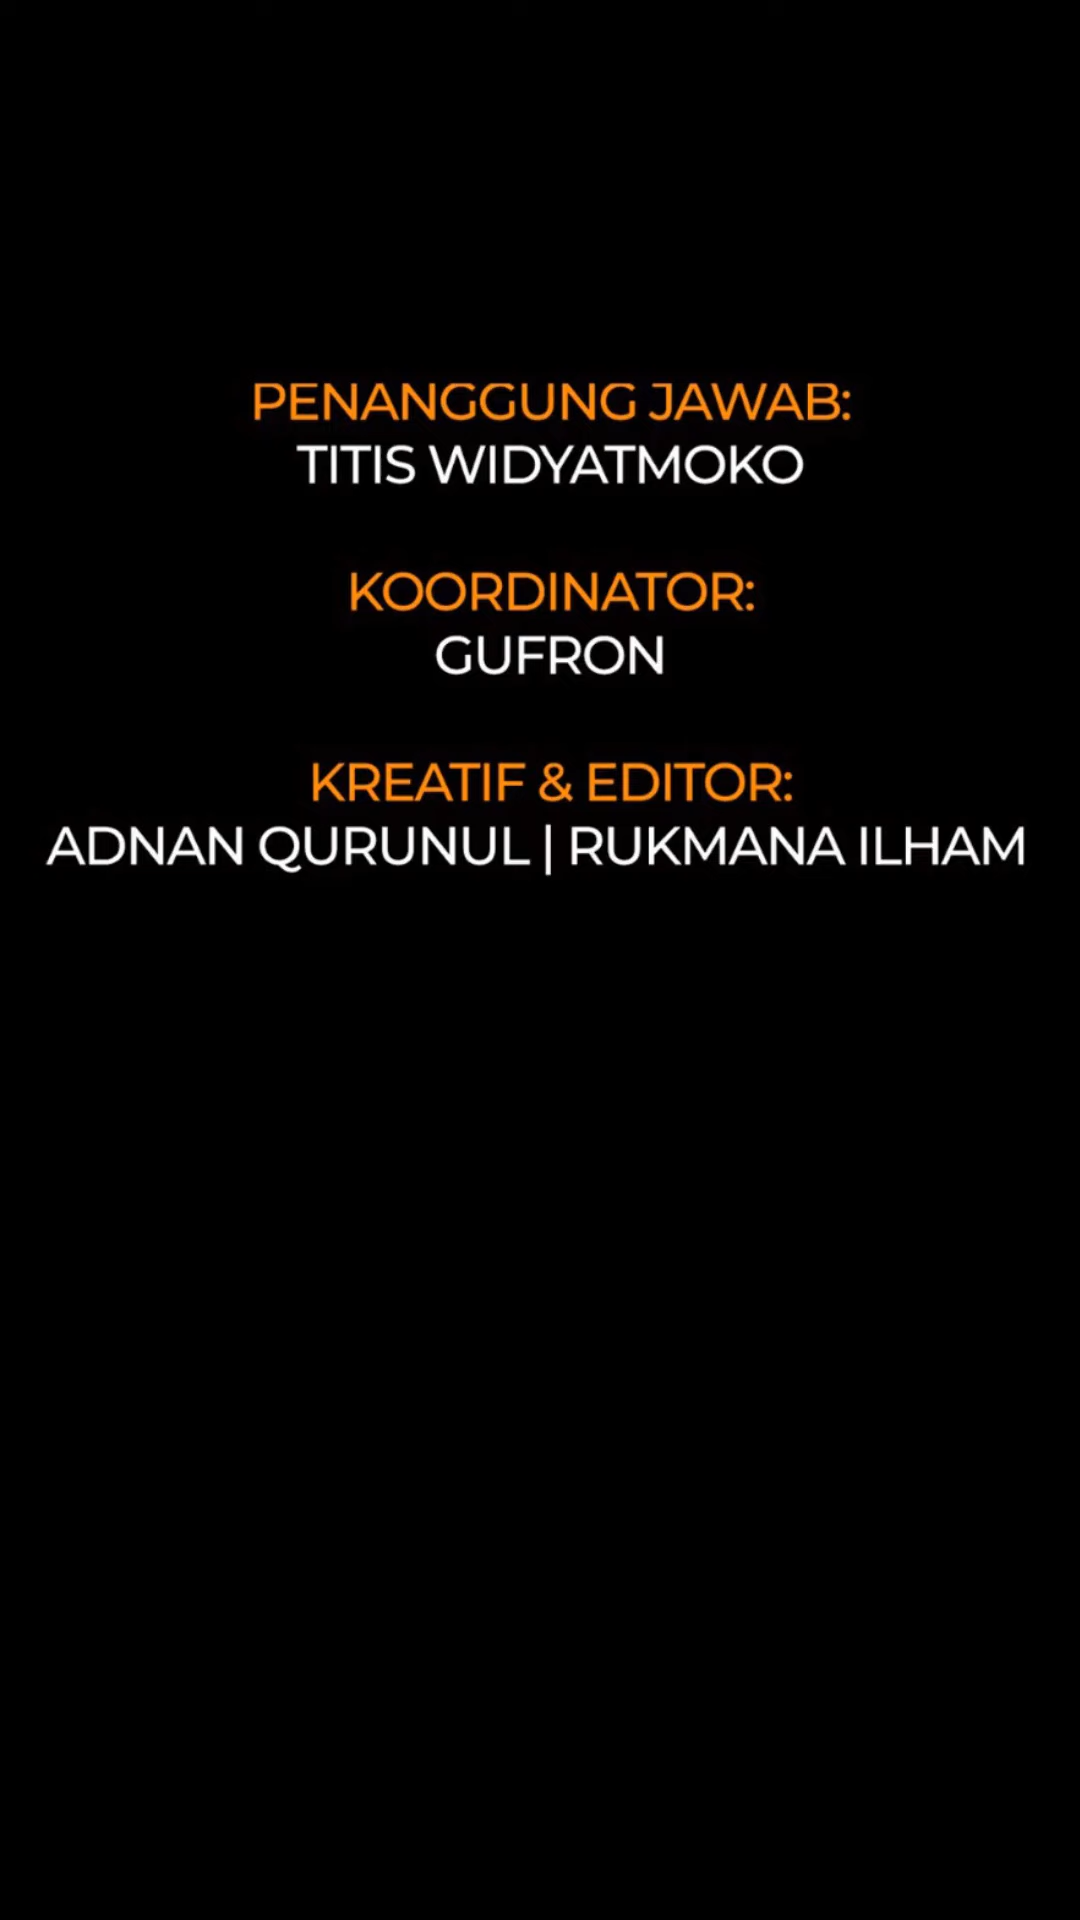 PENANGGUNG JAWAB:
TITIS WIDYATMOKO
KOORDINATOR:
GUFRON
KREATIF & EDITOR:
ADNAN QURUNUL | RUKMANA ILHAM